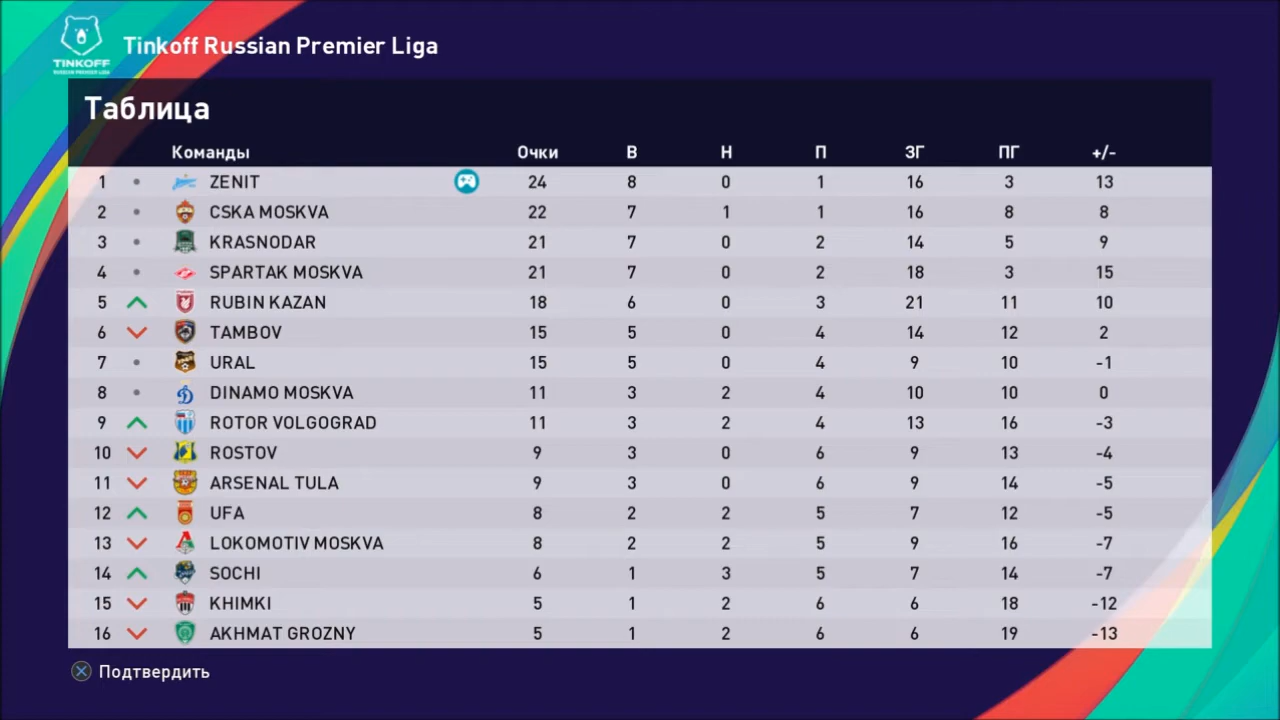 Tinkoff Russian Premier Liga
TINKOFF
RUSSIAN PREMIER LIGA
Таблица
Команды Очки В Н П ЗГ ПГ +/-
1 ZENIT 24 8 0 1 16 3 13
2 CSKA MOSKVA 22 7 1 1 16 8 8
3 KRASNODAR 21 7 0 2 14 5 9
4 SPARTAK MOSKVA 21 7 0 2 18 3 15
5 RUBIN KAZAN 18 6 0 3 21 11 10
6 TAMBOV 15 5 0 4 14 12 2
7 URAL 15 5 0 4 9 10 -1
8 DINAMO MOSKVA 11 3 2 4 10 10 0
9 ROTOR VOLGOGRAD 11 3 2 4 13 16 -3
10 ROSTOV 9 3 0 6 9 13 -4
11 ARSENAL TULA 9 3 0 6 9 14 -5
12 UFA 8 2 2 5 7 12 -5
13 LOKOMOTIV MOSKVA 8 2 2 5 9 16 -7
14 SOCHI 6 1 3 5 7 14 -7
15 KHIMKI 5 1 2 6 6 18 -12
16 AKHMAT GROZNY 5 1 2 6 6 19 -13
Подтвердить